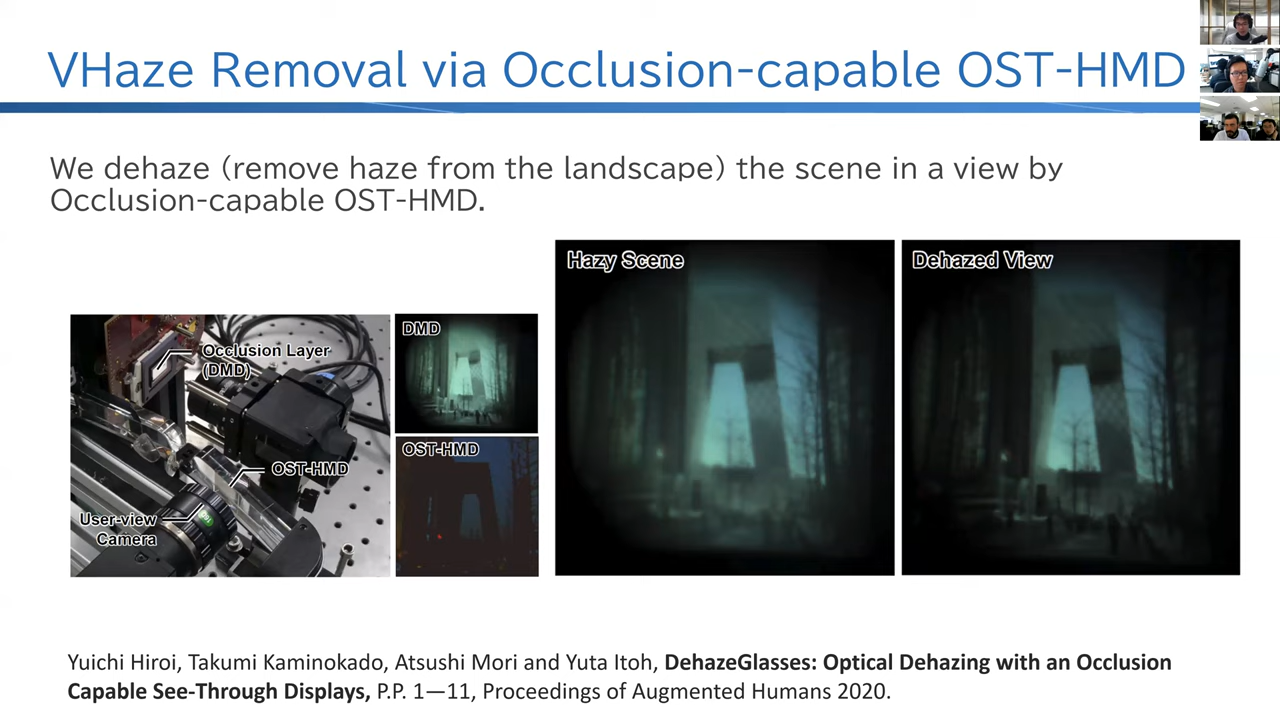 VHaze Removal via Occlusion-capable OST-HMD
We dehaze (remove haze from the landscape) the scene in a view by
Occlusion-capable OST-HMD.
Occlusion Layer
(DMD)
OST-HMD
User-view
Camera
DMD
OST-HMD
Hazy Scene
Dehazed View
Yuichi Hiroi, Takumi Kaminokado, Atsushi Mori and Yuta Itoh, DehazeGlasses: Optical Dehazing with an Occlusion
Capable See-Through Displays, P.P. 1—11, Proceedings of Augmented Humans 2020.